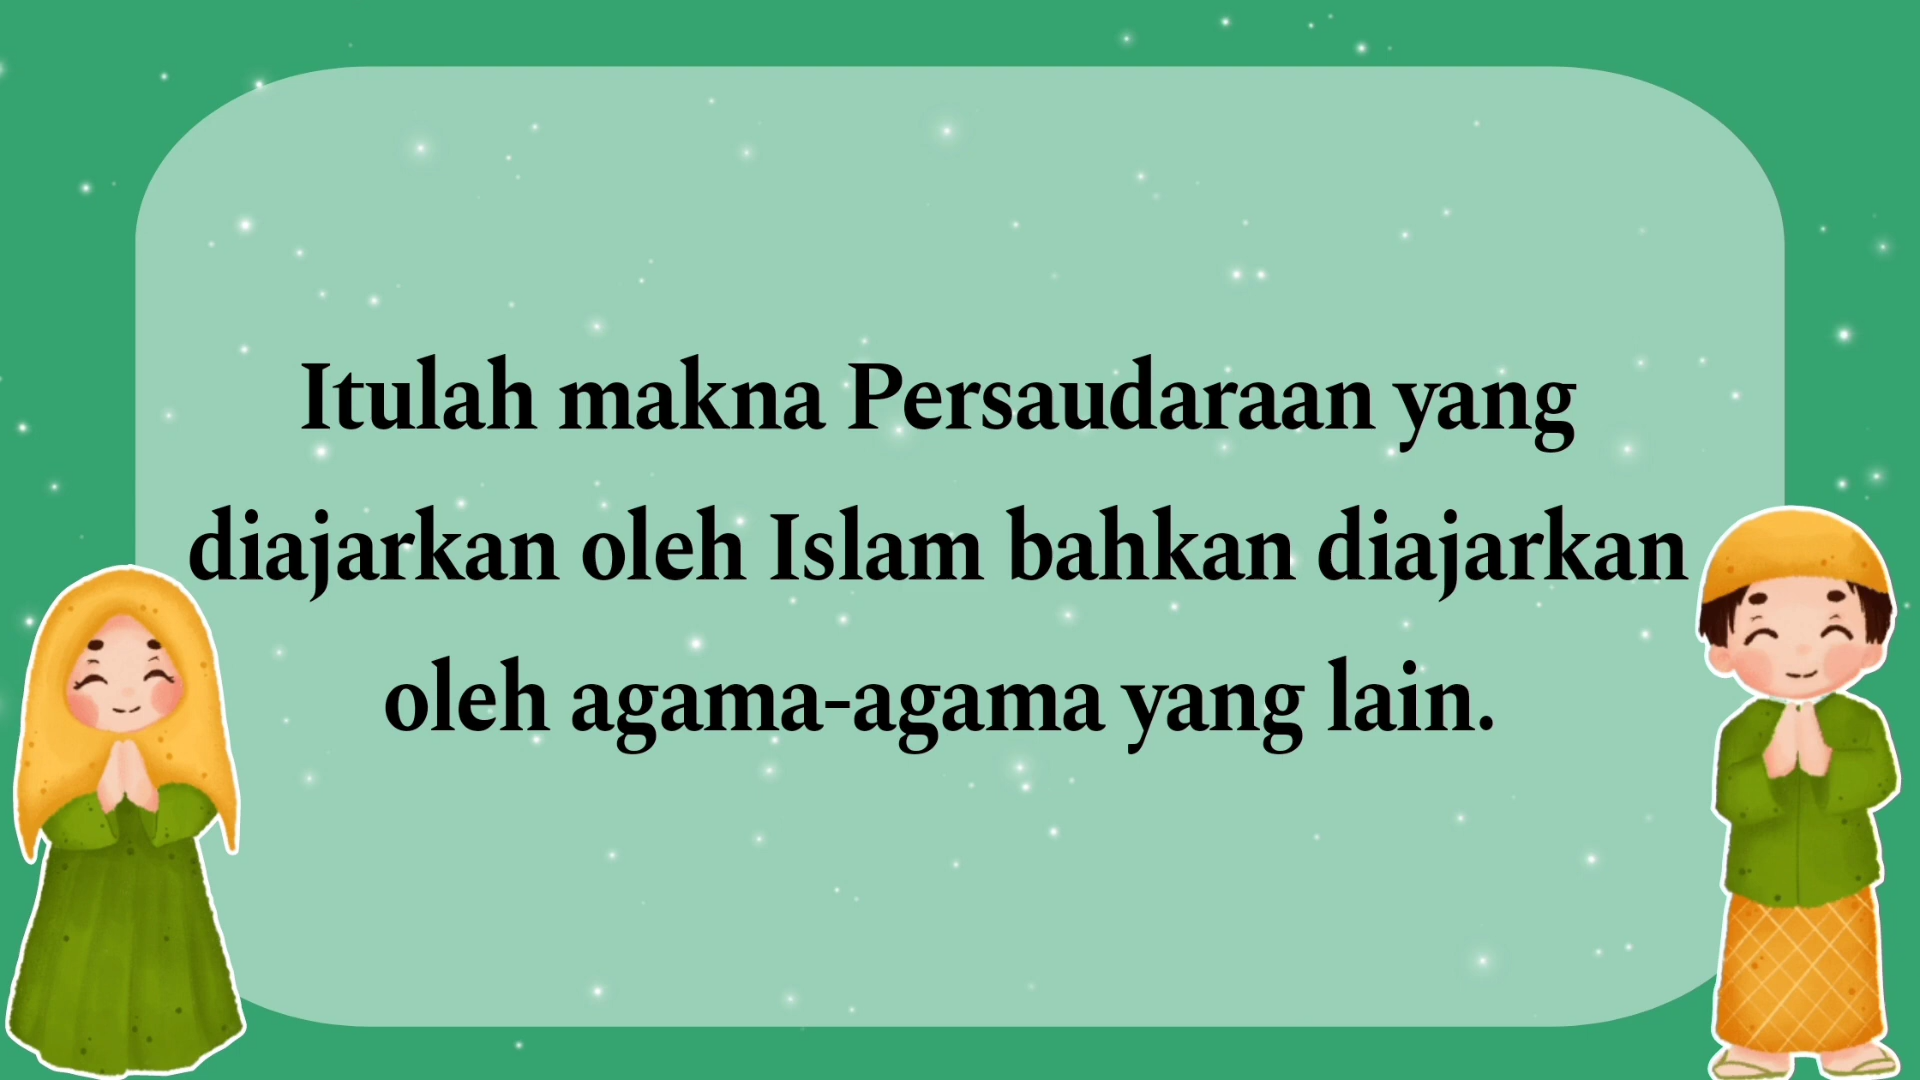 Itulah makna Persaudaraan yang
diajarkan oleh Islam bahkan diajarkan
oleh agama-agama yang lain.